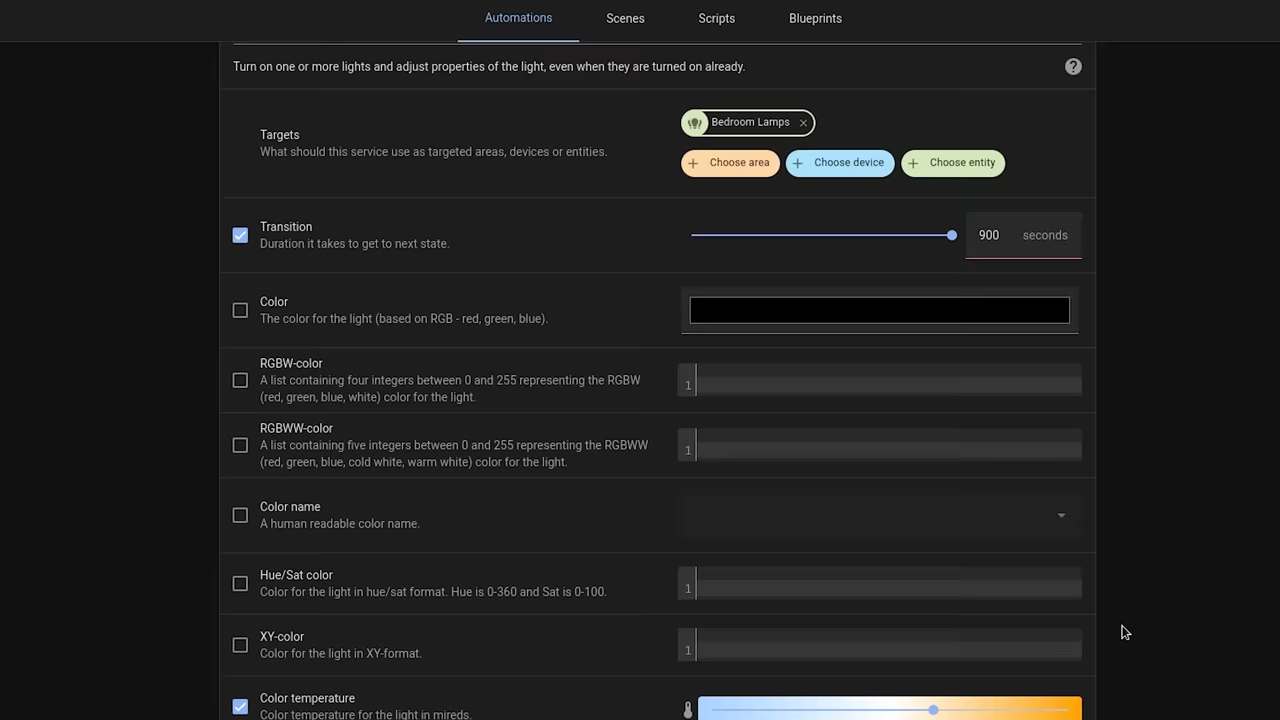 Automations
Scenes
Scripts
Blueprints
Turn on one or more lights and adjust properties of the light, even when they are turned on already.
Targets
What should this service use as targeted areas, devices or entities.
Bedroom Lamps
+ Choose area
+ Choose device
+ Choose entity
Transition
Duration it takes to get to next state.
900 seconds
Color
The color for the light (based on RGB - red, green, blue).
RGBW-color
A list containing four integers between 0 and 255 representing the RGBW
(red, green, blue, white) color for the light.
1
RGBWW-color
A list containing five integers between 0 and 255 representing the RGBWW
(red, green, blue, cold white, warm white) color for the light.
1
Color name
A human readable color name.
Hue/Sat color
Color for the light in hue/sat format. Hue is 0-360 and Sat is 0-100.
1
XY-color
Color for the light in XY-format.
1
Color temperature
Color temperature for the light in mireds.